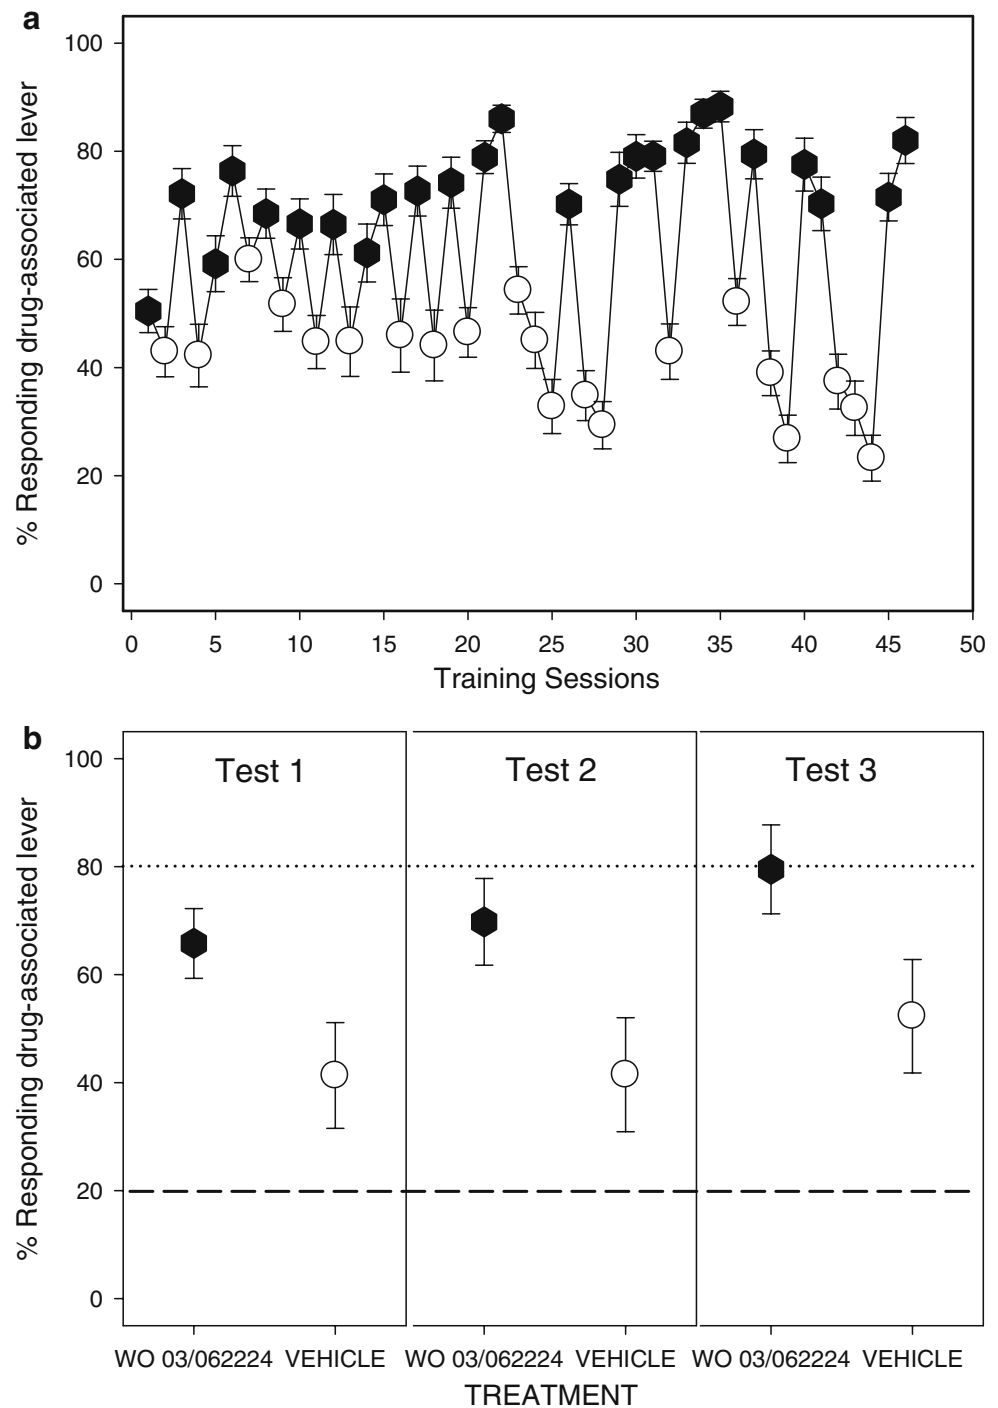 a
100
80
60
40
20
0
% Responding drug-associated lever
0 5 10 15 20 25 30 35 40 45 50
Training Sessions
b
Test 1 Test 2 Test 3
100
80
60
40
20
0
% Responding drug-associated lever
WO 03/062224 VEHICLE WO 03/062224 VEHICLE WO 03/062224 VEHICLE
TREATMENT